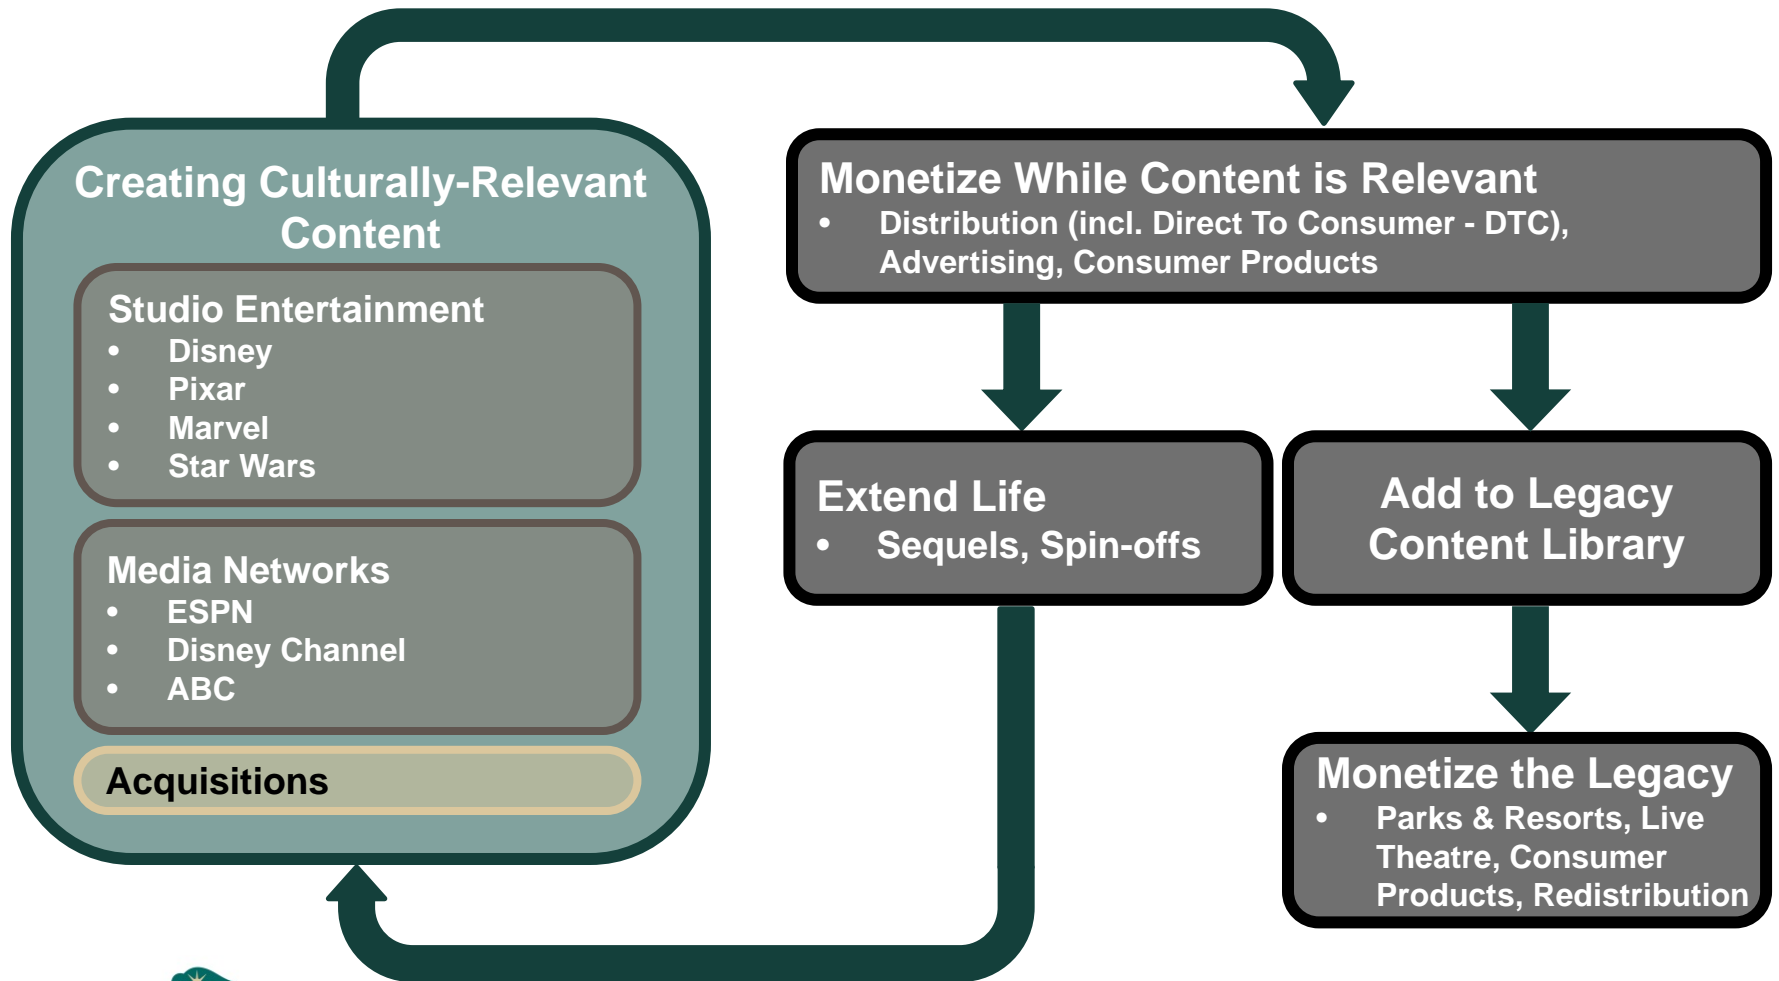 Creating Culturally-Relevant
Content
Studio Entertainment
• Disney
• Pixar
• Marvel
• Star Wars
Media Networks
• ESPN
• Disney Channel
• ABC
Acquisitions
Monetize While Content is Relevant
• Distribution (incl. Direct To Consumer - DTC),
Advertising, Consumer Products
Extend Life
• Sequels, Spin-offs
Add to Legacy
Content Library
Monetize the Legacy
• Parks & Resorts, Live
Theatre, Consumer
Products, Redistribution